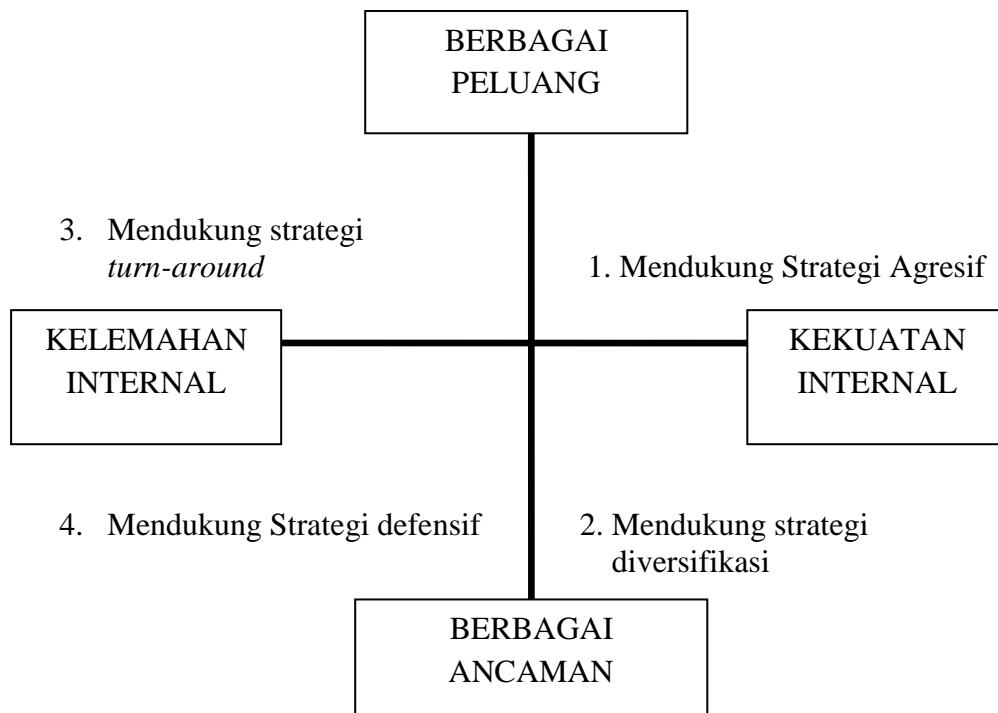 BERBAGAI
PELUANG
3. Mendukung strategi
turn-around
1. Mendukung Strategi Agresif
KELEMAHAN
INTERNAL
KEKUATAN
INTERNAL
4. Mendukung Strategi defensif
2. Mendukung strategi
diversifikasi
BERBAGAI
ANCAMAN